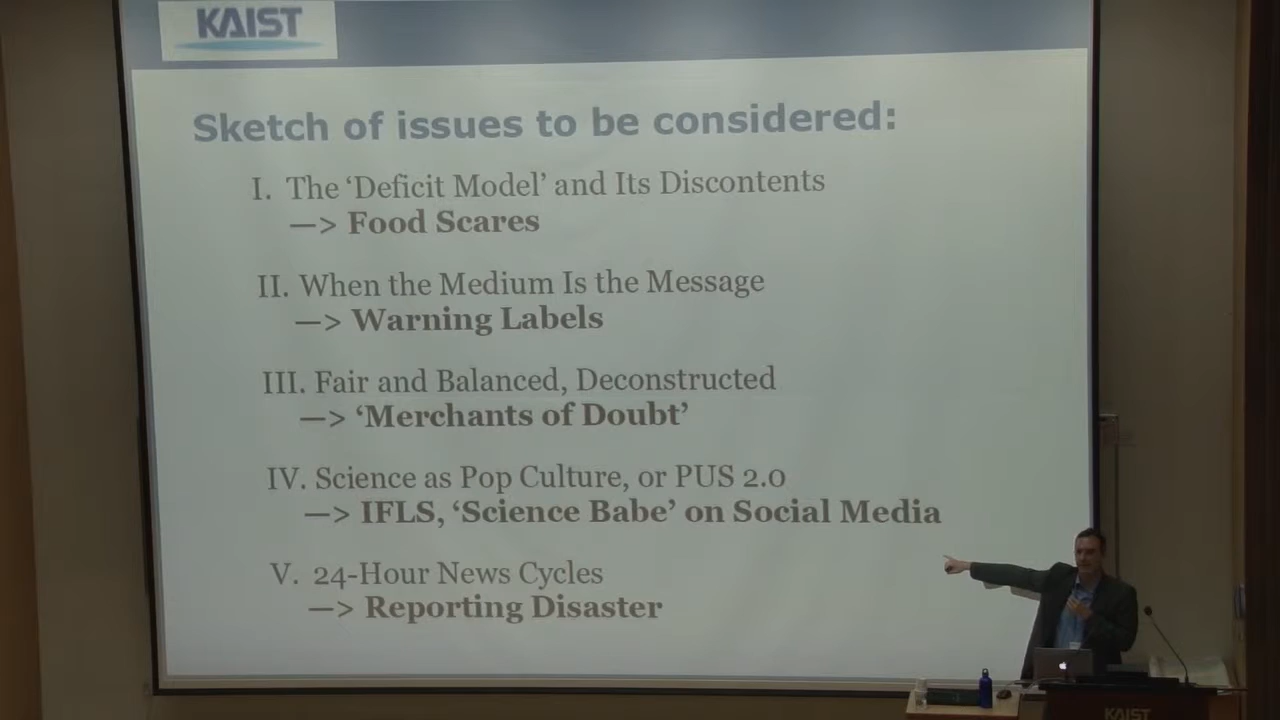 KAIST
Sketch of issues to be considered:
I. The ‘Deficit Model’ and Its Discontents
—> Food Scares
II. When the Medium Is the Message
—> Warning Labels
III. Fair and Balanced, Deconstructed
—> ‘Merchants of Doubt’
IV. Science as Pop Culture, or PUS 2.0
—> IFLS, ‘Science Babe’ on Social Media
V. 24-Hour News Cycles
—> Reporting Disaster
KAIST